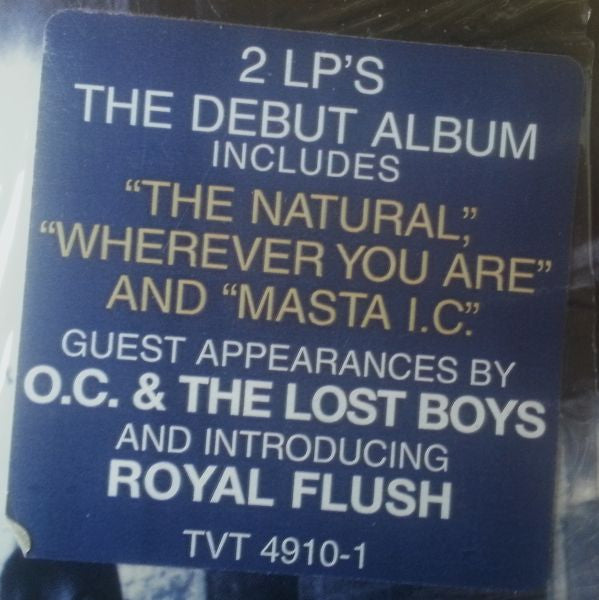 2 LP'S
THE DEBUT ALBUM
INCLUDES
“THE NATURAL,”
“WHEREVER YOU ARE”
AND “MASTA I.C.”
GUEST APPEARANCES BY
O.C. & THE LOST BOYS
AND INTRODUCING
ROYAL FLUSH
TVT 4910-1